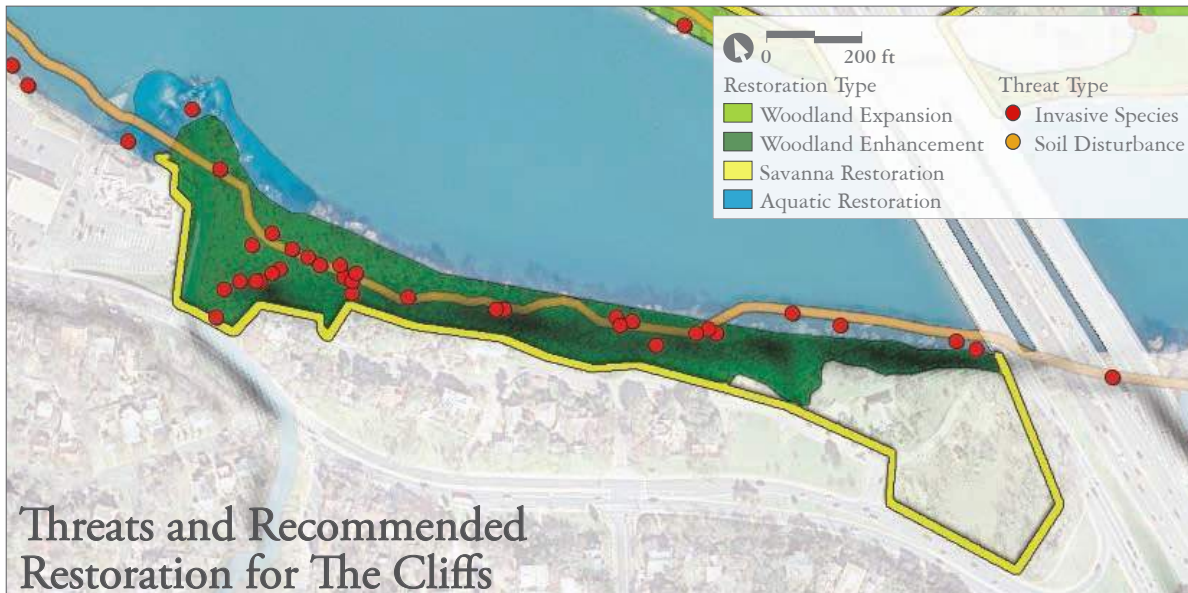 0 200 ft
Restoration Type
Woodland Expansion
Woodland Enhancement
Savanna Restoration
Aquatic Restoration
Threat Type
Invasive Species
Soil Disturbance
Threats and Recommended
Restoration for The Cliffs